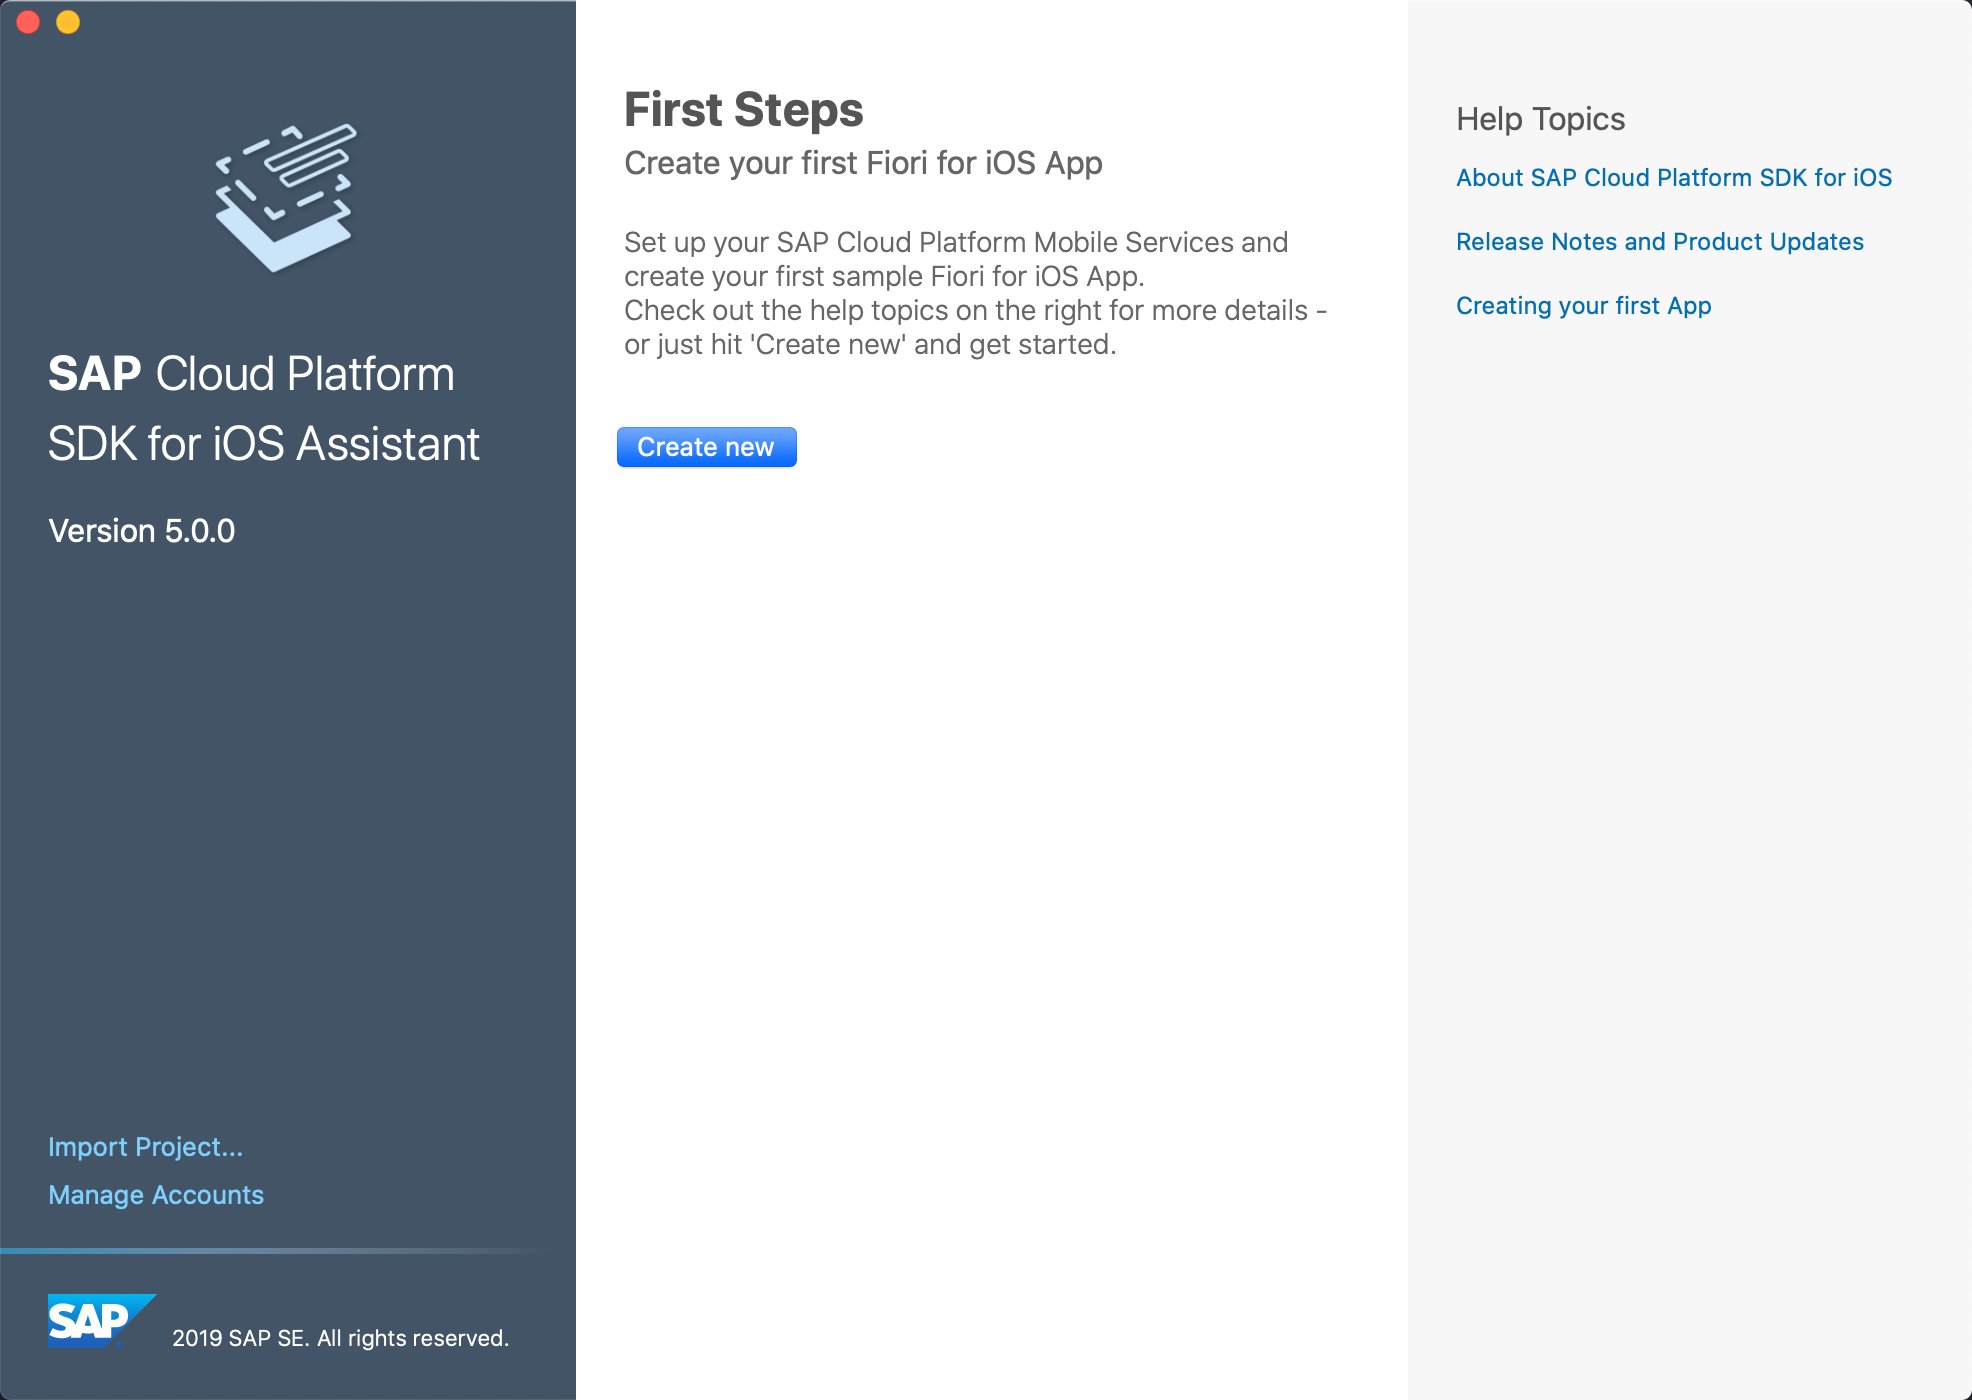 SAP Cloud Platform
SDK for iOS Assistant
Version 5.0.0
Import Project...
Manage Accounts
SAP
2019 SAP SE. All rights reserved.
First Steps
Create your first Fiori for iOS App
Set up your SAP Cloud Platform Mobile Services and
create your first sample Fiori for iOS App.
Check out the help topics on the right for more details -
or just hit 'Create new' and get started.
Create new
Help Topics
About SAP Cloud Platform SDK for iOS
Release Notes and Product Updates
Creating your first App